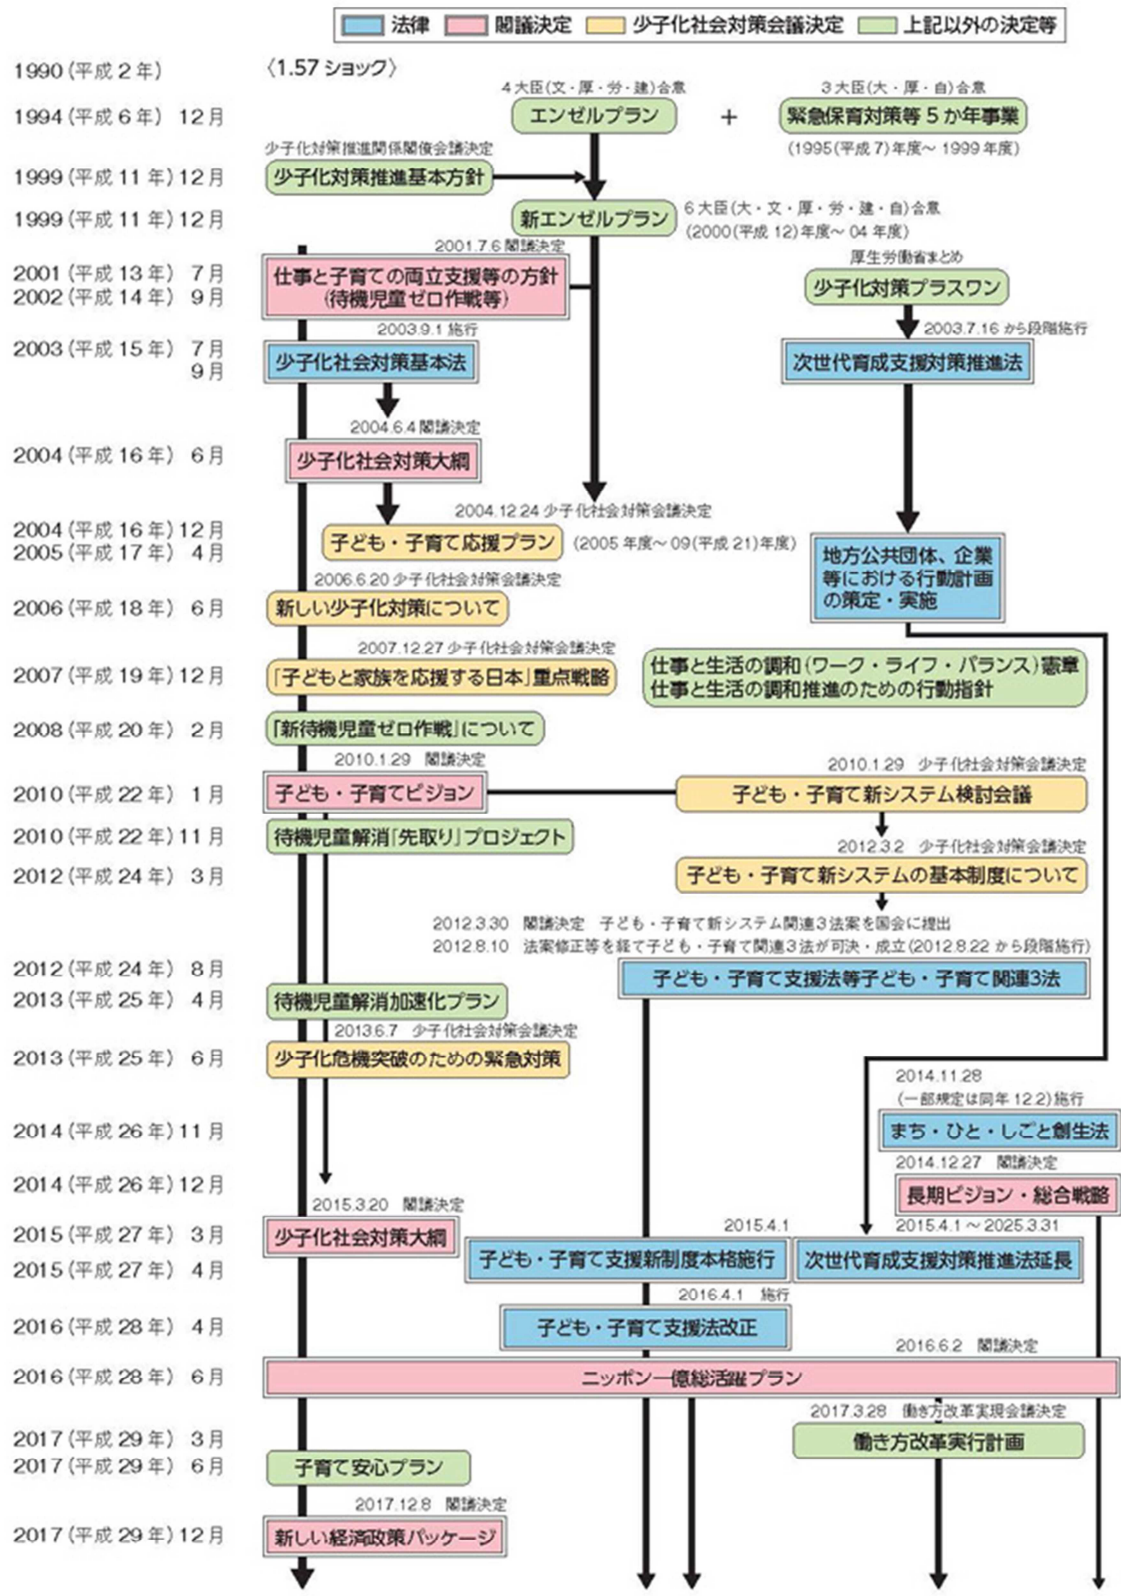 法律 閣議決定 少子化社会対策会議決定 上記以外の決定等
1990(平成2年) 〈1.57ショック〉
4大臣(文・厚・労・建)合意 3大臣(大・厚・自)合意
1994(平成6年) 12月 エンゼルプラン + 緊急保育対策等5か年事業
(1995(平成7)年度〜1999年度)
少子化対策推進関係閣僚会議決定
1999(平成11年)12月 少子化対策推進基本方針
1999(平成11年)12月 新エンゼルプラン 6大臣(大・文・厚・労・建・自)合意
(2000(平成12)年度〜04年度)
2001.7.6閣議決定
厚生労働省まとめ
2001(平成13年) 7月 仕事と子育ての両立支援等の方針
2002(平成14年) 9月 (待機児童ゼロ作戦等) 少子化対策プラスワン
2003.9.1施行 2003.7.16から段階施行
2003(平成15年) 7月 少子化社会対策基本法 次世代育成支援対策推進法
9月
2004.6.4閣議決定
2004(平成16年) 6月 少子化社会対策大綱
2004.12.24少子化社会対策会議決定
2004(平成16年)12月 子ども・子育て応援プラン (2005年度〜09(平成21)年度)
2005(平成17年) 4月 地方公共団体、企業
等における行動計画
の策定・実施
2006.6.20少子化社会対策会議決定
2006(平成18年) 6月 新しい少子化対策について
2007.12.27少子化社会対策会議決定
2007(平成19年)12月 「子どもと家族を応援する日本」重点戦略 仕事と生活の調和(ワーク・ライフ・バランス)憲章
仕事と生活の調和推進のための行動指針
2008(平成20年) 2月 「新待機児童ゼロ作戦」について
2010.1.29 閣議決定 2010.1.29 少子化社会対策会議決定
2010(平成22年) 1月 子ども・子育てビジョン 子ども・子育て新システム検討会議
2010(平成22年)11月 待機児童解消「先取り」プロジェクト
2012.3.2 少子化社会対策会議決定
2012(平成24年) 3月 子ども・子育て新システムの基本制度について
2012.3.30 閣議決定 子ども・子育て新システム関連3法案を国会に提出
2012.8.10 法案修正等を経て子ども・子育て関連3法が可決・成立(2012.8.22から段階施行)
2012(平成24年) 8月 子ども・子育て支援法等子ども・子育て関連3法
2013(平成25年) 4月 待機児童解消加速化プラン
2013.6.7 少子化社会対策会議決定
2013(平成25年) 6月 少子化危機突破のための緊急対策
2014.11.28
(一部規定は同年12.2)施行
2014(平成26年)11月 まち・ひと・しごと創生法
2014.12.27 閣議決定
2014(平成26年)12月 長期ビジョン・総合戦略
2015.3.20 閣議決定
2015(平成27年) 3月 少子化社会対策大綱 2015.4.1 2015.4.1〜2025.3.31
2015(平成27年) 4月 子ども・子育て支援新制度本格施行 次世代育成支援対策推進法延長
2016.4.1 施行
2016(平成28年) 4月 子ども・子育て支援法改正
2016.6.2 閣議決定
2016(平成28年) 6月 ニッポン一億総活躍プラン
2017.3.28 働き方改革実現会議決定
2017(平成29年) 3月 働き方改革実行計画
2017(平成29年) 6月 子育て安心プラン
2017.12.8 閣議決定
2017(平成29年)12月 新しい経済政策パッケージ